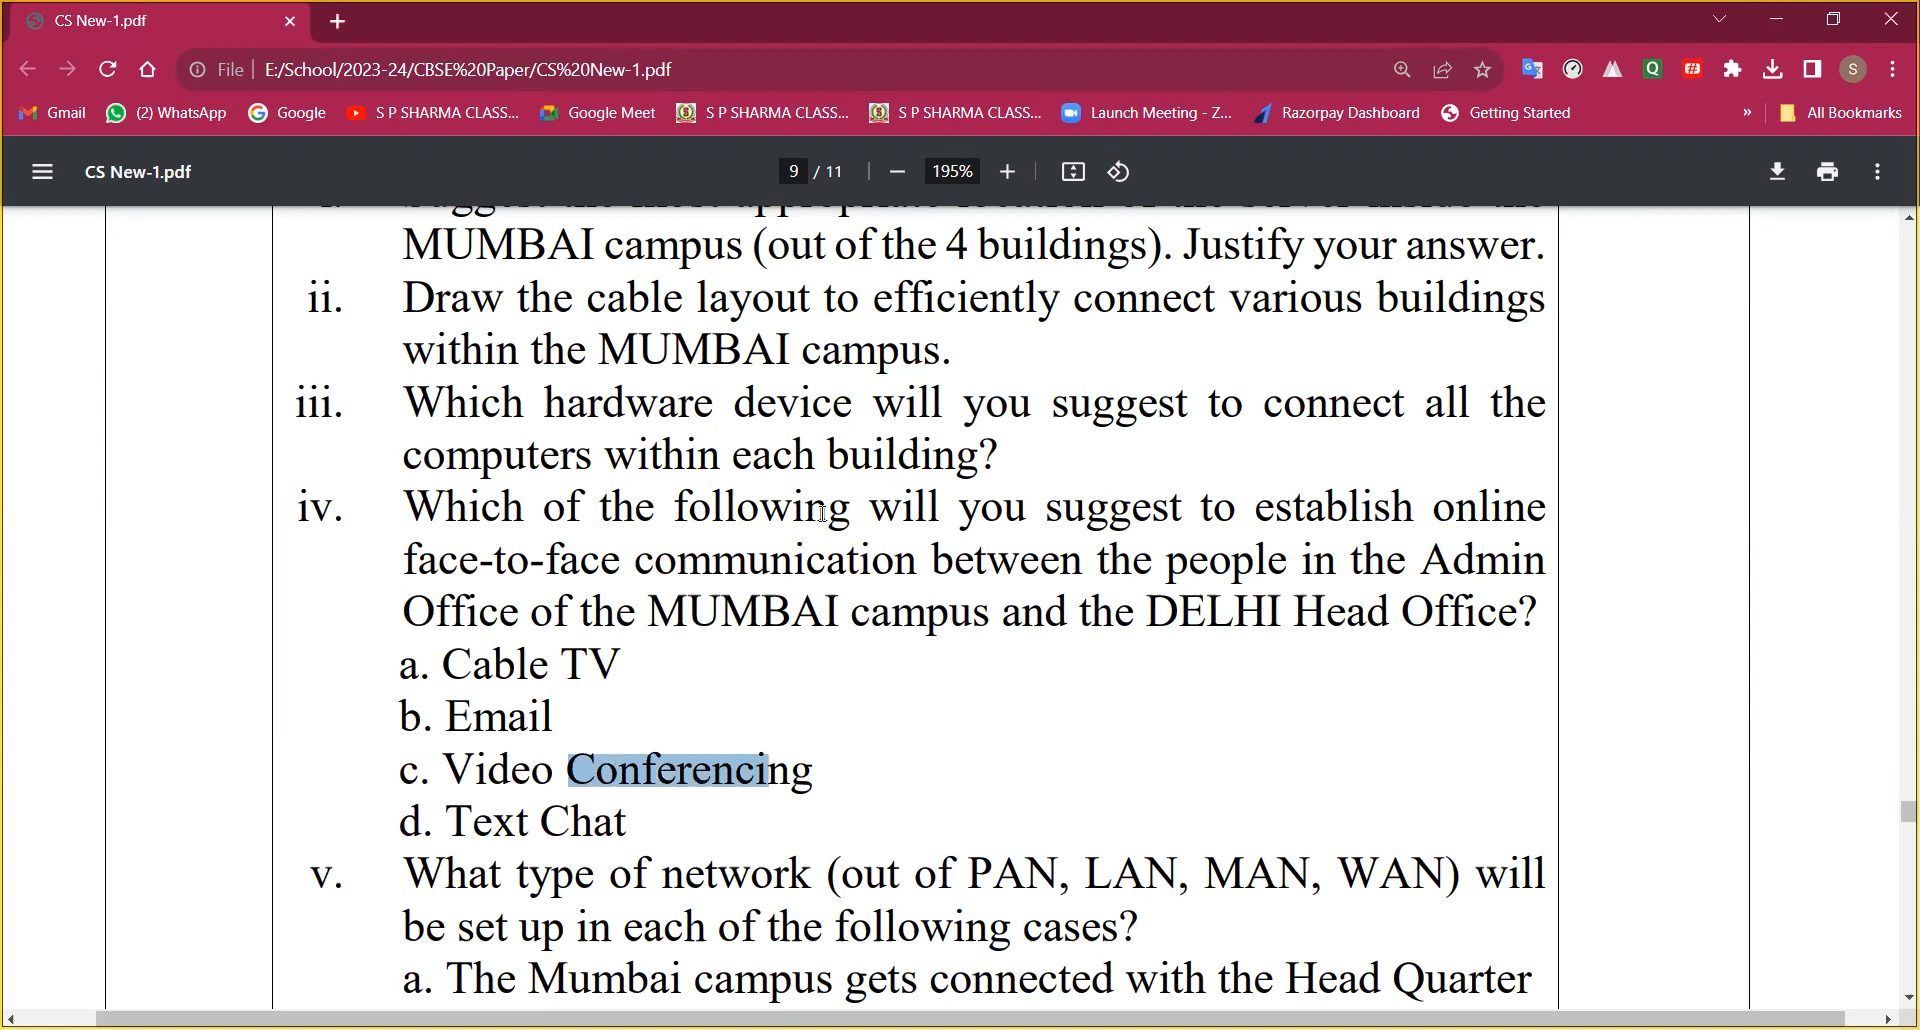 CS New-1.pdf
File E:/School/2023-24/CBSE%20Paper/CS%20New-1.pdf
S
Gmail (2) WhatsApp Google S P SHARMA CLASS... Google Meet S P SHARMA CLASS... S P SHARMA CLASS... Launch Meeting - Z... Razorpay Dashboard Getting Started » All Bookmarks
CS New-1.pdf 9 / 11 195%
MUMBAI campus (out of the 4 buildings). Justify your answer.
ii. Draw the cable layout to efficiently connect various buildings
within the MUMBAI campus.
iii. Which hardware device will you suggest to connect all the
computers within each building?
iv. Which of the following will you suggest to establish online
face-to-face communication between the people in the Admin
Office of the MUMBAI campus and the DELHI Head Office?
a. Cable TV
b. Email
c. Video Conferencing
d. Text Chat
v. What type of network (out of PAN, LAN, MAN, WAN) will
be set up in each of the following cases?
a. The Mumbai campus gets connected with the Head Quarter